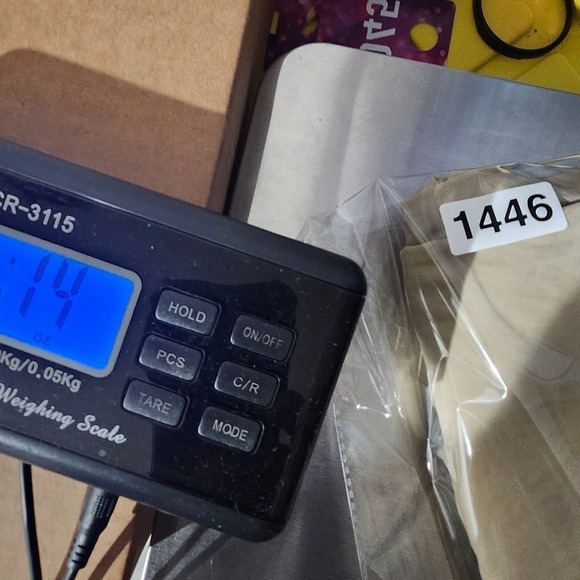 CR-3115
:14
OZ
Kg/0.05Kg
Weighing Scale
HOLD
ON/OFF
PCS
C/R
TARE
MODE
1446